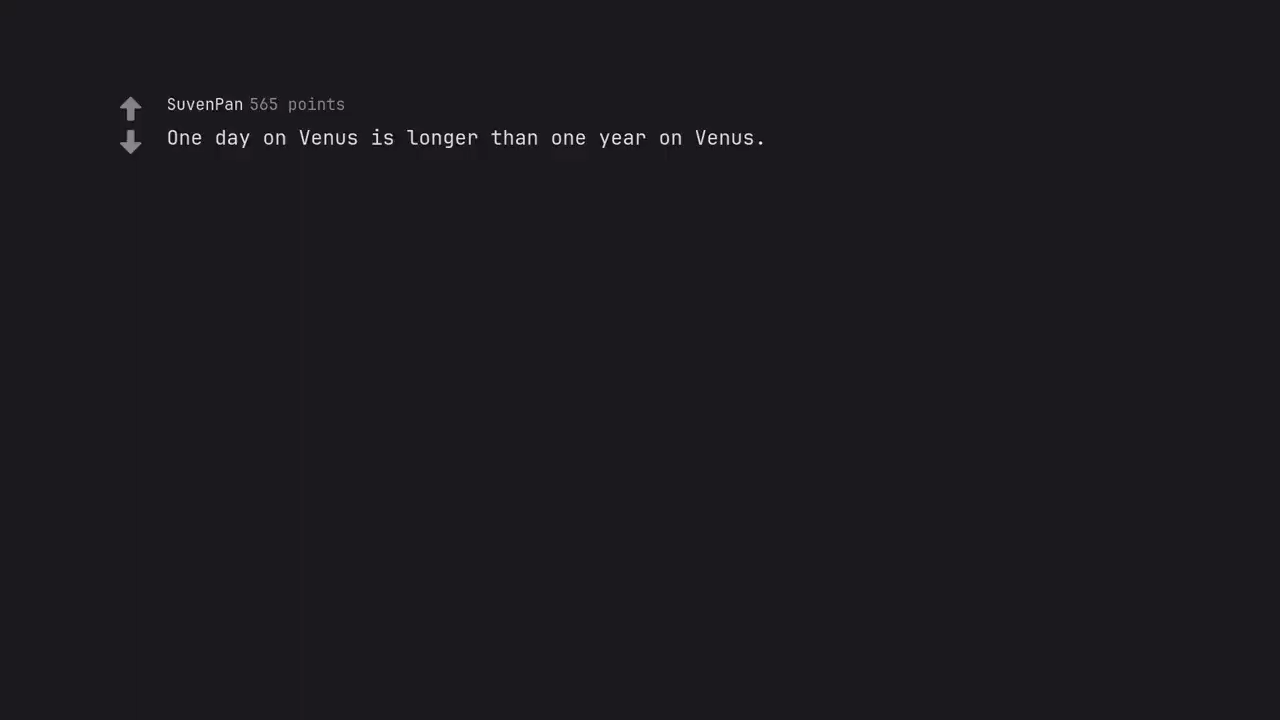 SuvenPan 565 points
One day on Venus is longer than one year on Venus.